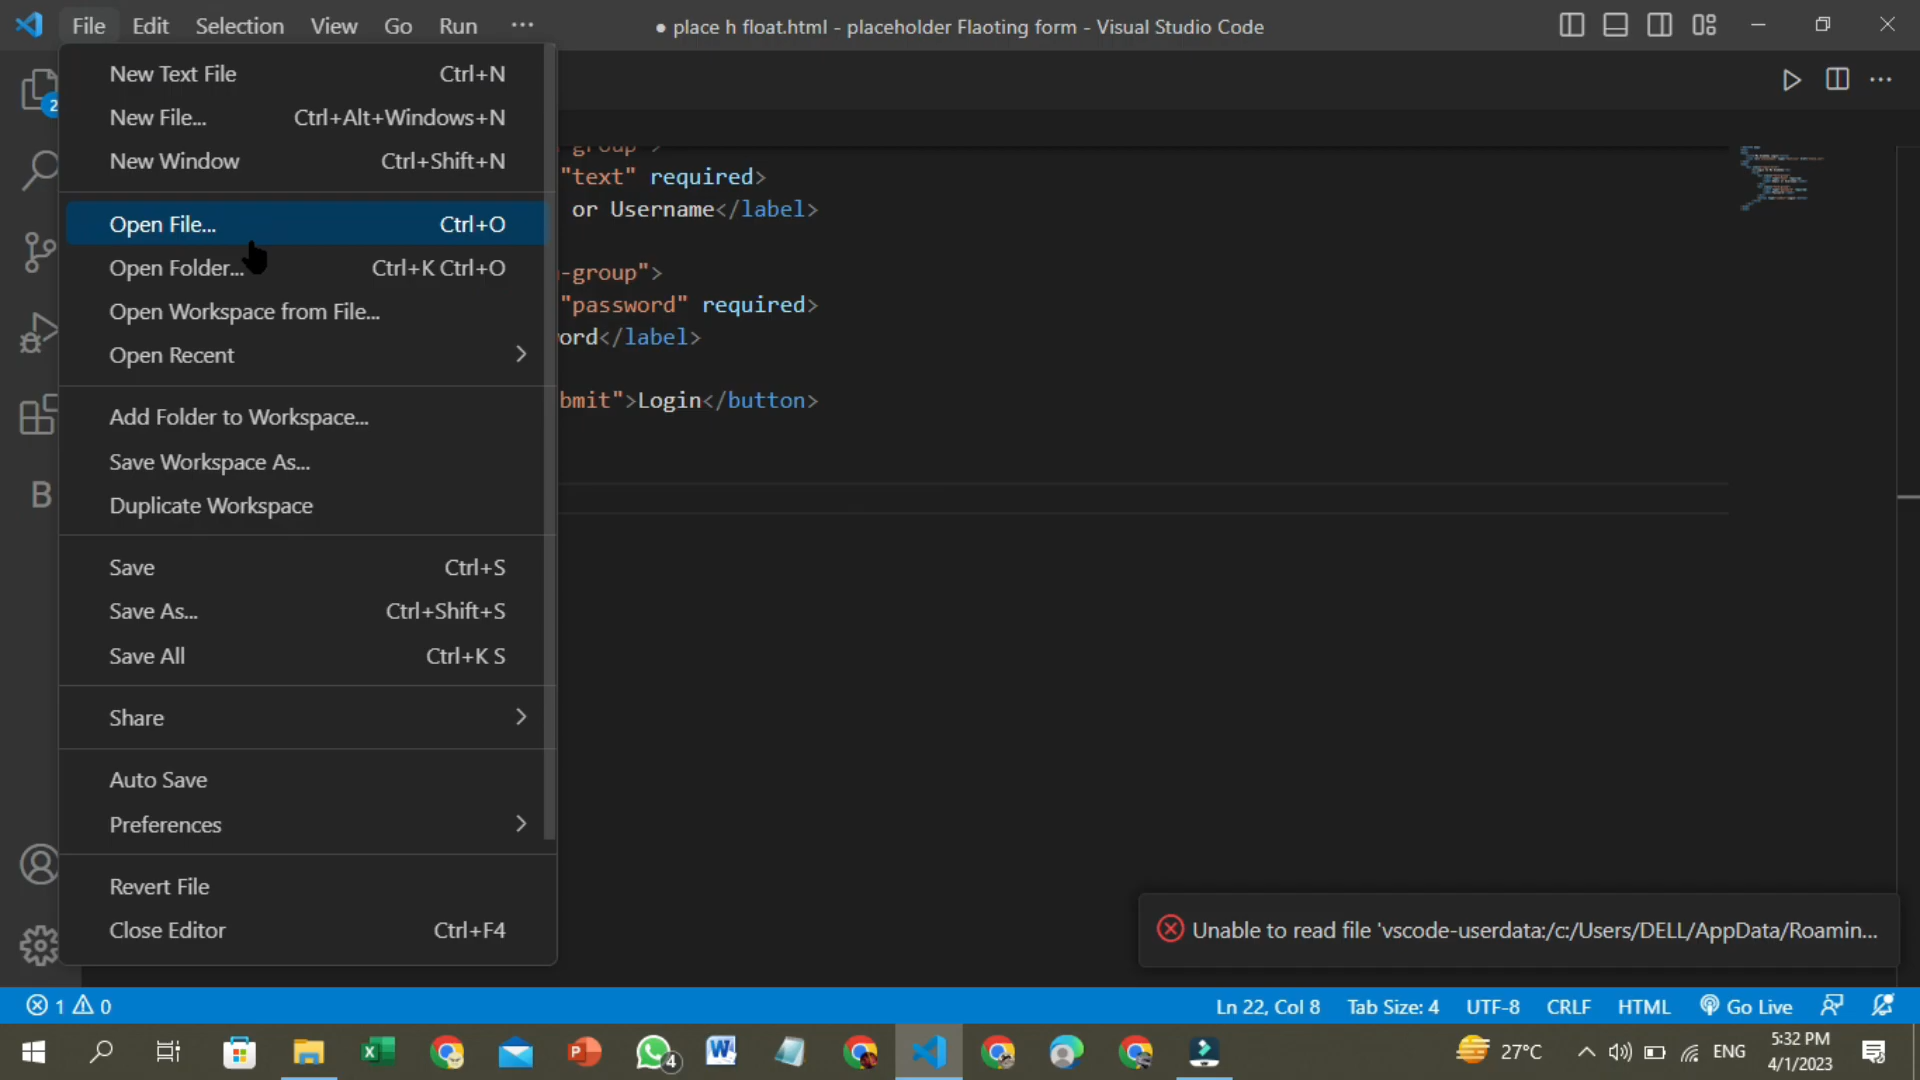 File Edit Selection View Go Run ···
● place h float.html - placeholder Flaoting form - Visual Studio Code
New Text File Ctrl+N
New File... Ctrl+Alt+Windows+N
New Window Ctrl+Shift+N
Open File... Ctrl+O
Open Folder... Ctrl+K Ctrl+O
Open Workspace from File...
Open Recent
Add Folder to Workspace...
Save Workspace As...
Duplicate Workspace
Save Ctrl+S
Save As... Ctrl+Shift+S
Save All Ctrl+K S
Share
Auto Save
Preferences
Revert File
Close Editor Ctrl+F4
2
B
"text" required>
or Username</label>
-group">
"password" required>
ord</label>
bmit">Login</button>
Unable to read file 'vscode-userdata:/c:/Users/DELL/AppData/Roamin...
1 0
Ln 22, Col 8 Tab Size: 4 UTF-8 CRLF HTML Go Live
4
27°C ENG
5:32 PM
4/1/2023